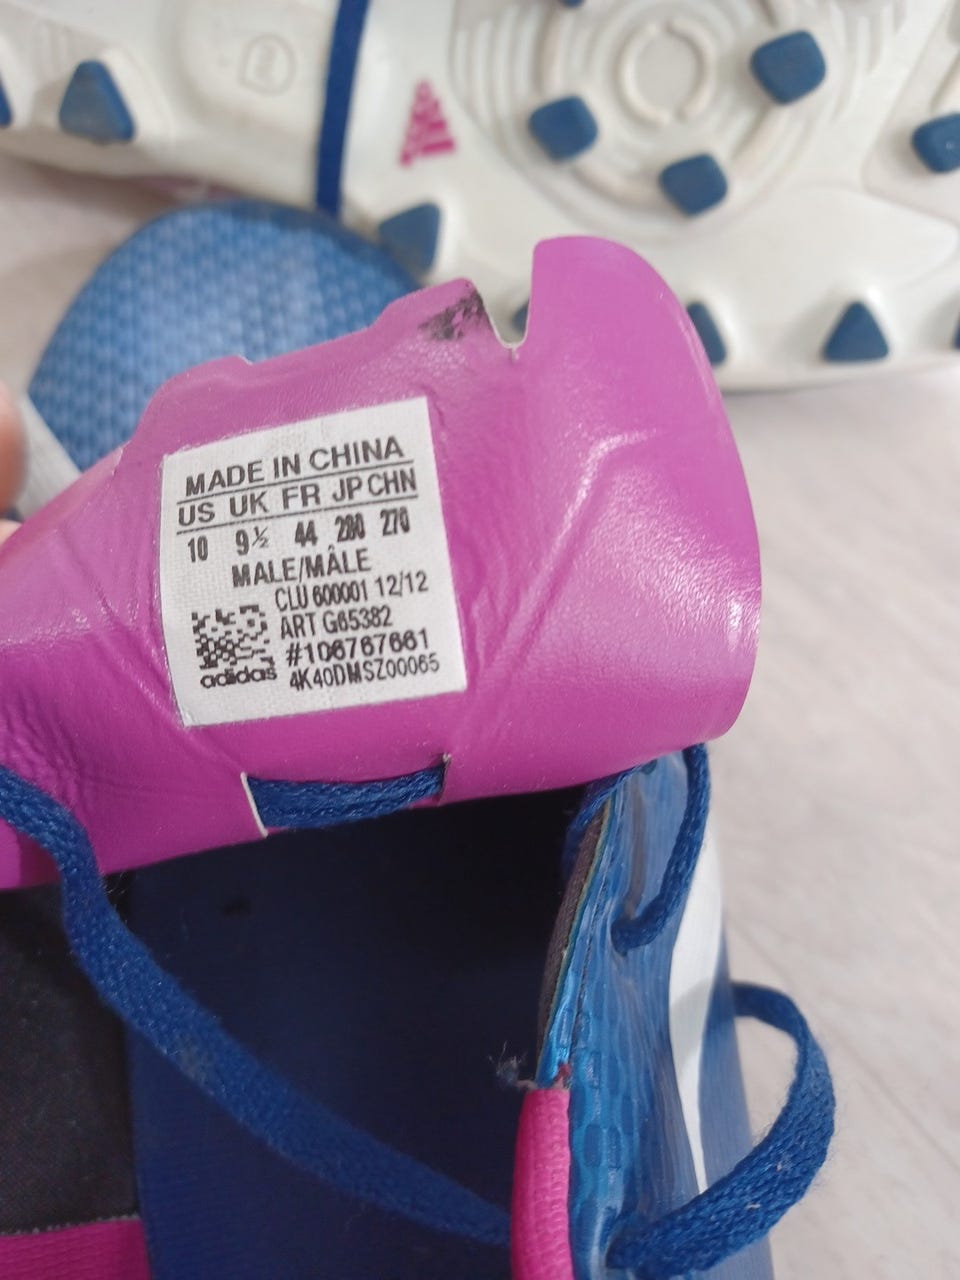 MADE IN CHINA
US UK FR JP CHN
10 9½ 44 280 270
MALE/MÂLE
CLU 600001 12/12
ART G65382
#106767661
adidas 4K40DMSZ00065